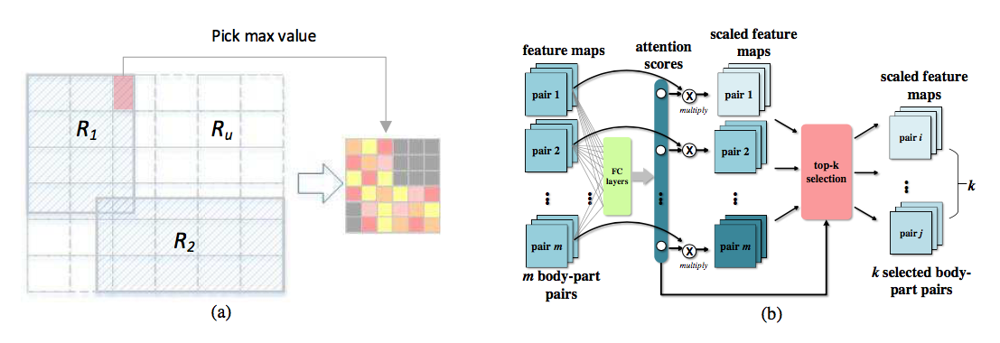 Pick max value
R1
Ru
R2
(a)
feature maps
attention
scores
scaled feature
maps
scaled feature
maps
pair 1
pair 2
pair m
m body-part
pairs
FC
layers
X
multiply
X
X
multiply
pair 1
pair 2
pair m
top-k
selection
pair i
pair j
k
k selected body-
part pairs
(b)